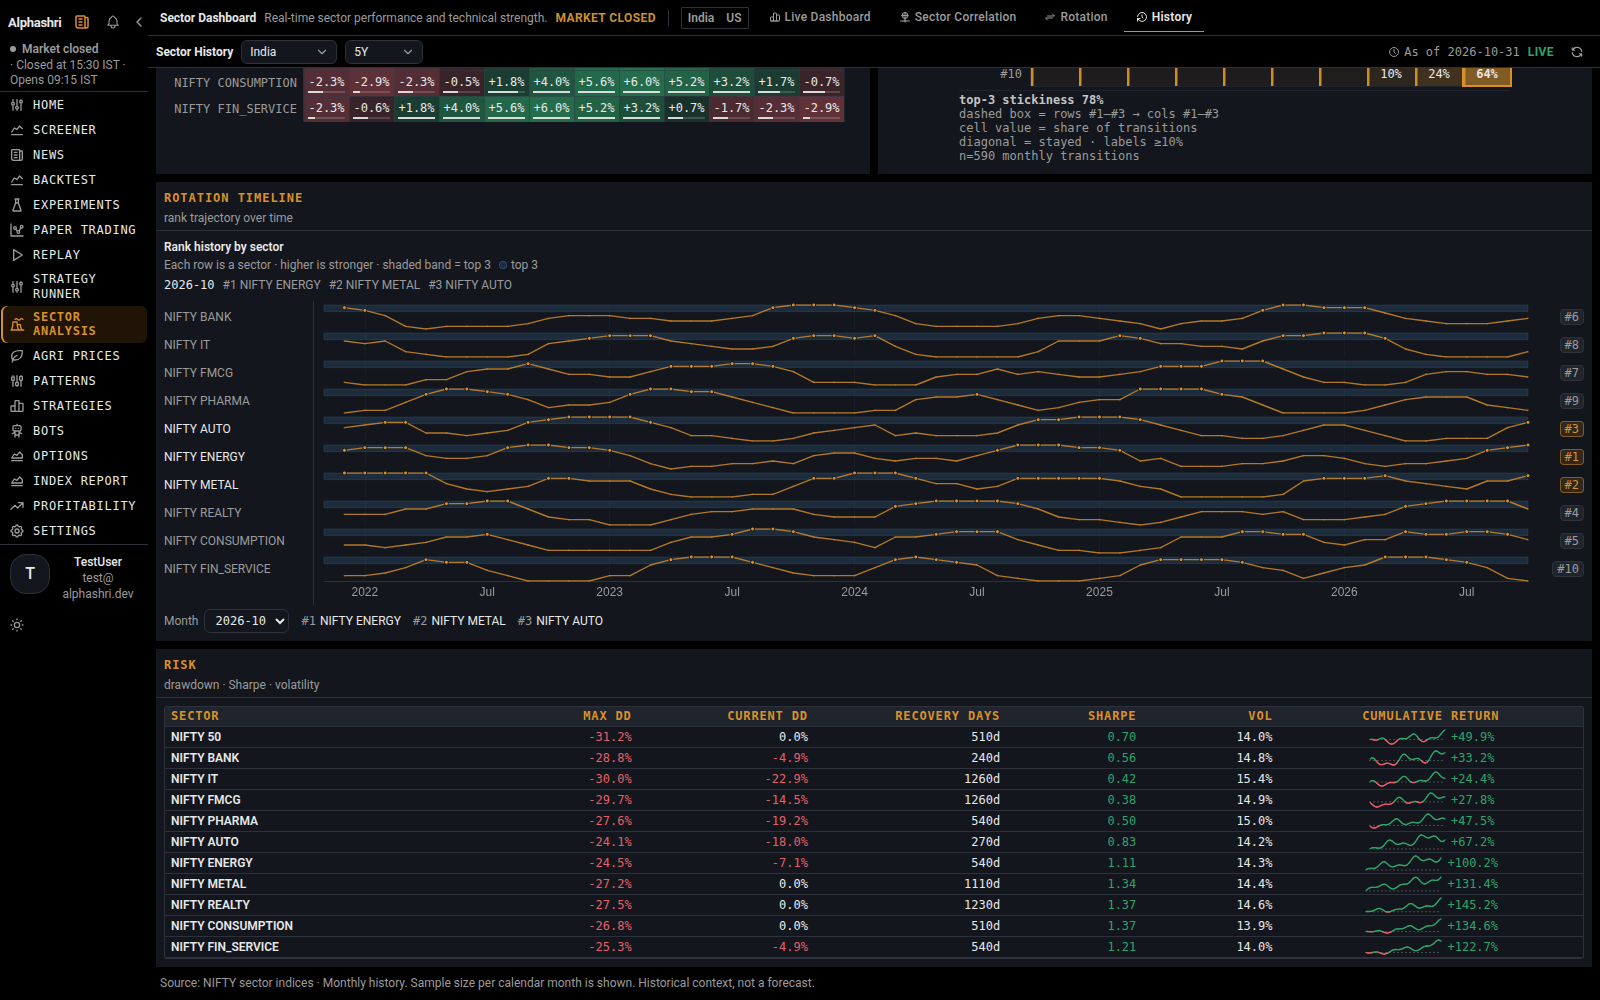 Alphashri
Market closed
· Closed at 15:30 IST ·
Opens 09:15 IST
HOME
SCREENER
NEWS
BACKTEST
EXPERIMENTS
PAPER TRADING
REPLAY
STRATEGY
RUNNER
SECTOR
ANALYSIS
AGRI PRICES
PATTERNS
STRATEGIES
BOTS
OPTIONS
INDEX REPORT
PROFITABILITY
SETTINGS
T
TestUser
test@
alphashri.dev
Sector Dashboard Real-time sector performance and technical strength. MARKET CLOSED India US Live Dashboard Sector Correlation Rotation History
Sector History India 5Y As of 2026-10-31 LIVE
NIFTY CONSUMPTION -2.3% -2.9% -2.3% -0.5% +1.8% +4.0% +5.6% +6.0% +5.2% +3.2% +1.7% -0.7%
NIFTY FIN_SERVICE -2.3% -0.6% +1.8% +4.0% +5.6% +6.0% +5.2% +3.2% +0.7% -1.7% -2.3% -2.9%
#10 10% 24% 64%
top-3 stickiness 78%
dashed box = rows #1–#3 → cols #1–#3
cell value = share of transitions
diagonal = stayed · labels ≥10%
n=590 monthly transitions
ROTATION TIMELINE
rank trajectory over time
Rank history by sector
Each row is a sector · higher is stronger · shaded band = top 3 top 3
2026-10 #1 NIFTY ENERGY #2 NIFTY METAL #3 NIFTY AUTO
NIFTY BANK #6
NIFTY IT #8
NIFTY FMCG #7
NIFTY PHARMA #9
NIFTY AUTO #3
NIFTY ENERGY #1
NIFTY METAL #2
NIFTY REALTY #4
NIFTY CONSUMPTION #5
NIFTY FIN_SERVICE #10
2022 Jul 2023 Jul 2024 Jul 2025 Jul 2026 Jul
Month 2026-10 #1 NIFTY ENERGY #2 NIFTY METAL #3 NIFTY AUTO
RISK
drawdown · Sharpe · volatility
SECTOR MAX DD CURRENT DD RECOVERY DAYS SHARPE VOL CUMULATIVE RETURN
NIFTY 50 -31.2% 0.0% 510d 0.70 14.0% +49.9%
NIFTY BANK -28.8% -4.9% 240d 0.56 14.8% +33.2%
NIFTY IT -30.0% -22.9% 1260d 0.42 15.4% +24.4%
NIFTY FMCG -29.7% -14.5% 1260d 0.38 14.9% +27.8%
NIFTY PHARMA -27.6% -19.2% 540d 0.50 15.0% +47.5%
NIFTY AUTO -24.1% -18.0% 270d 0.83 14.2% +67.2%
NIFTY ENERGY -24.5% -7.1% 540d 1.11 14.3% +100.2%
NIFTY METAL -27.2% 0.0% 1110d 1.34 14.4% +131.4%
NIFTY REALTY -27.5% 0.0% 1230d 1.37 14.6% +145.2%
NIFTY CONSUMPTION -26.8% 0.0% 510d 1.37 13.9% +134.6%
NIFTY FIN_SERVICE -25.3% -4.9% 540d 1.21 14.0% +122.7%
Source: NIFTY sector indices · Monthly history. Sample size per calendar month is shown. Historical context, not a forecast.